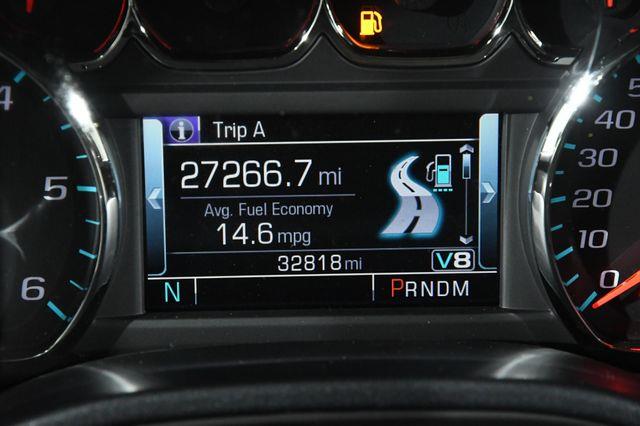 Trip A
27266.7 mi
Avg. Fuel Economy
14.6 mpg
32818 mi
V8
N
PRNDM
4
5
6
50
40
30
20
10
0